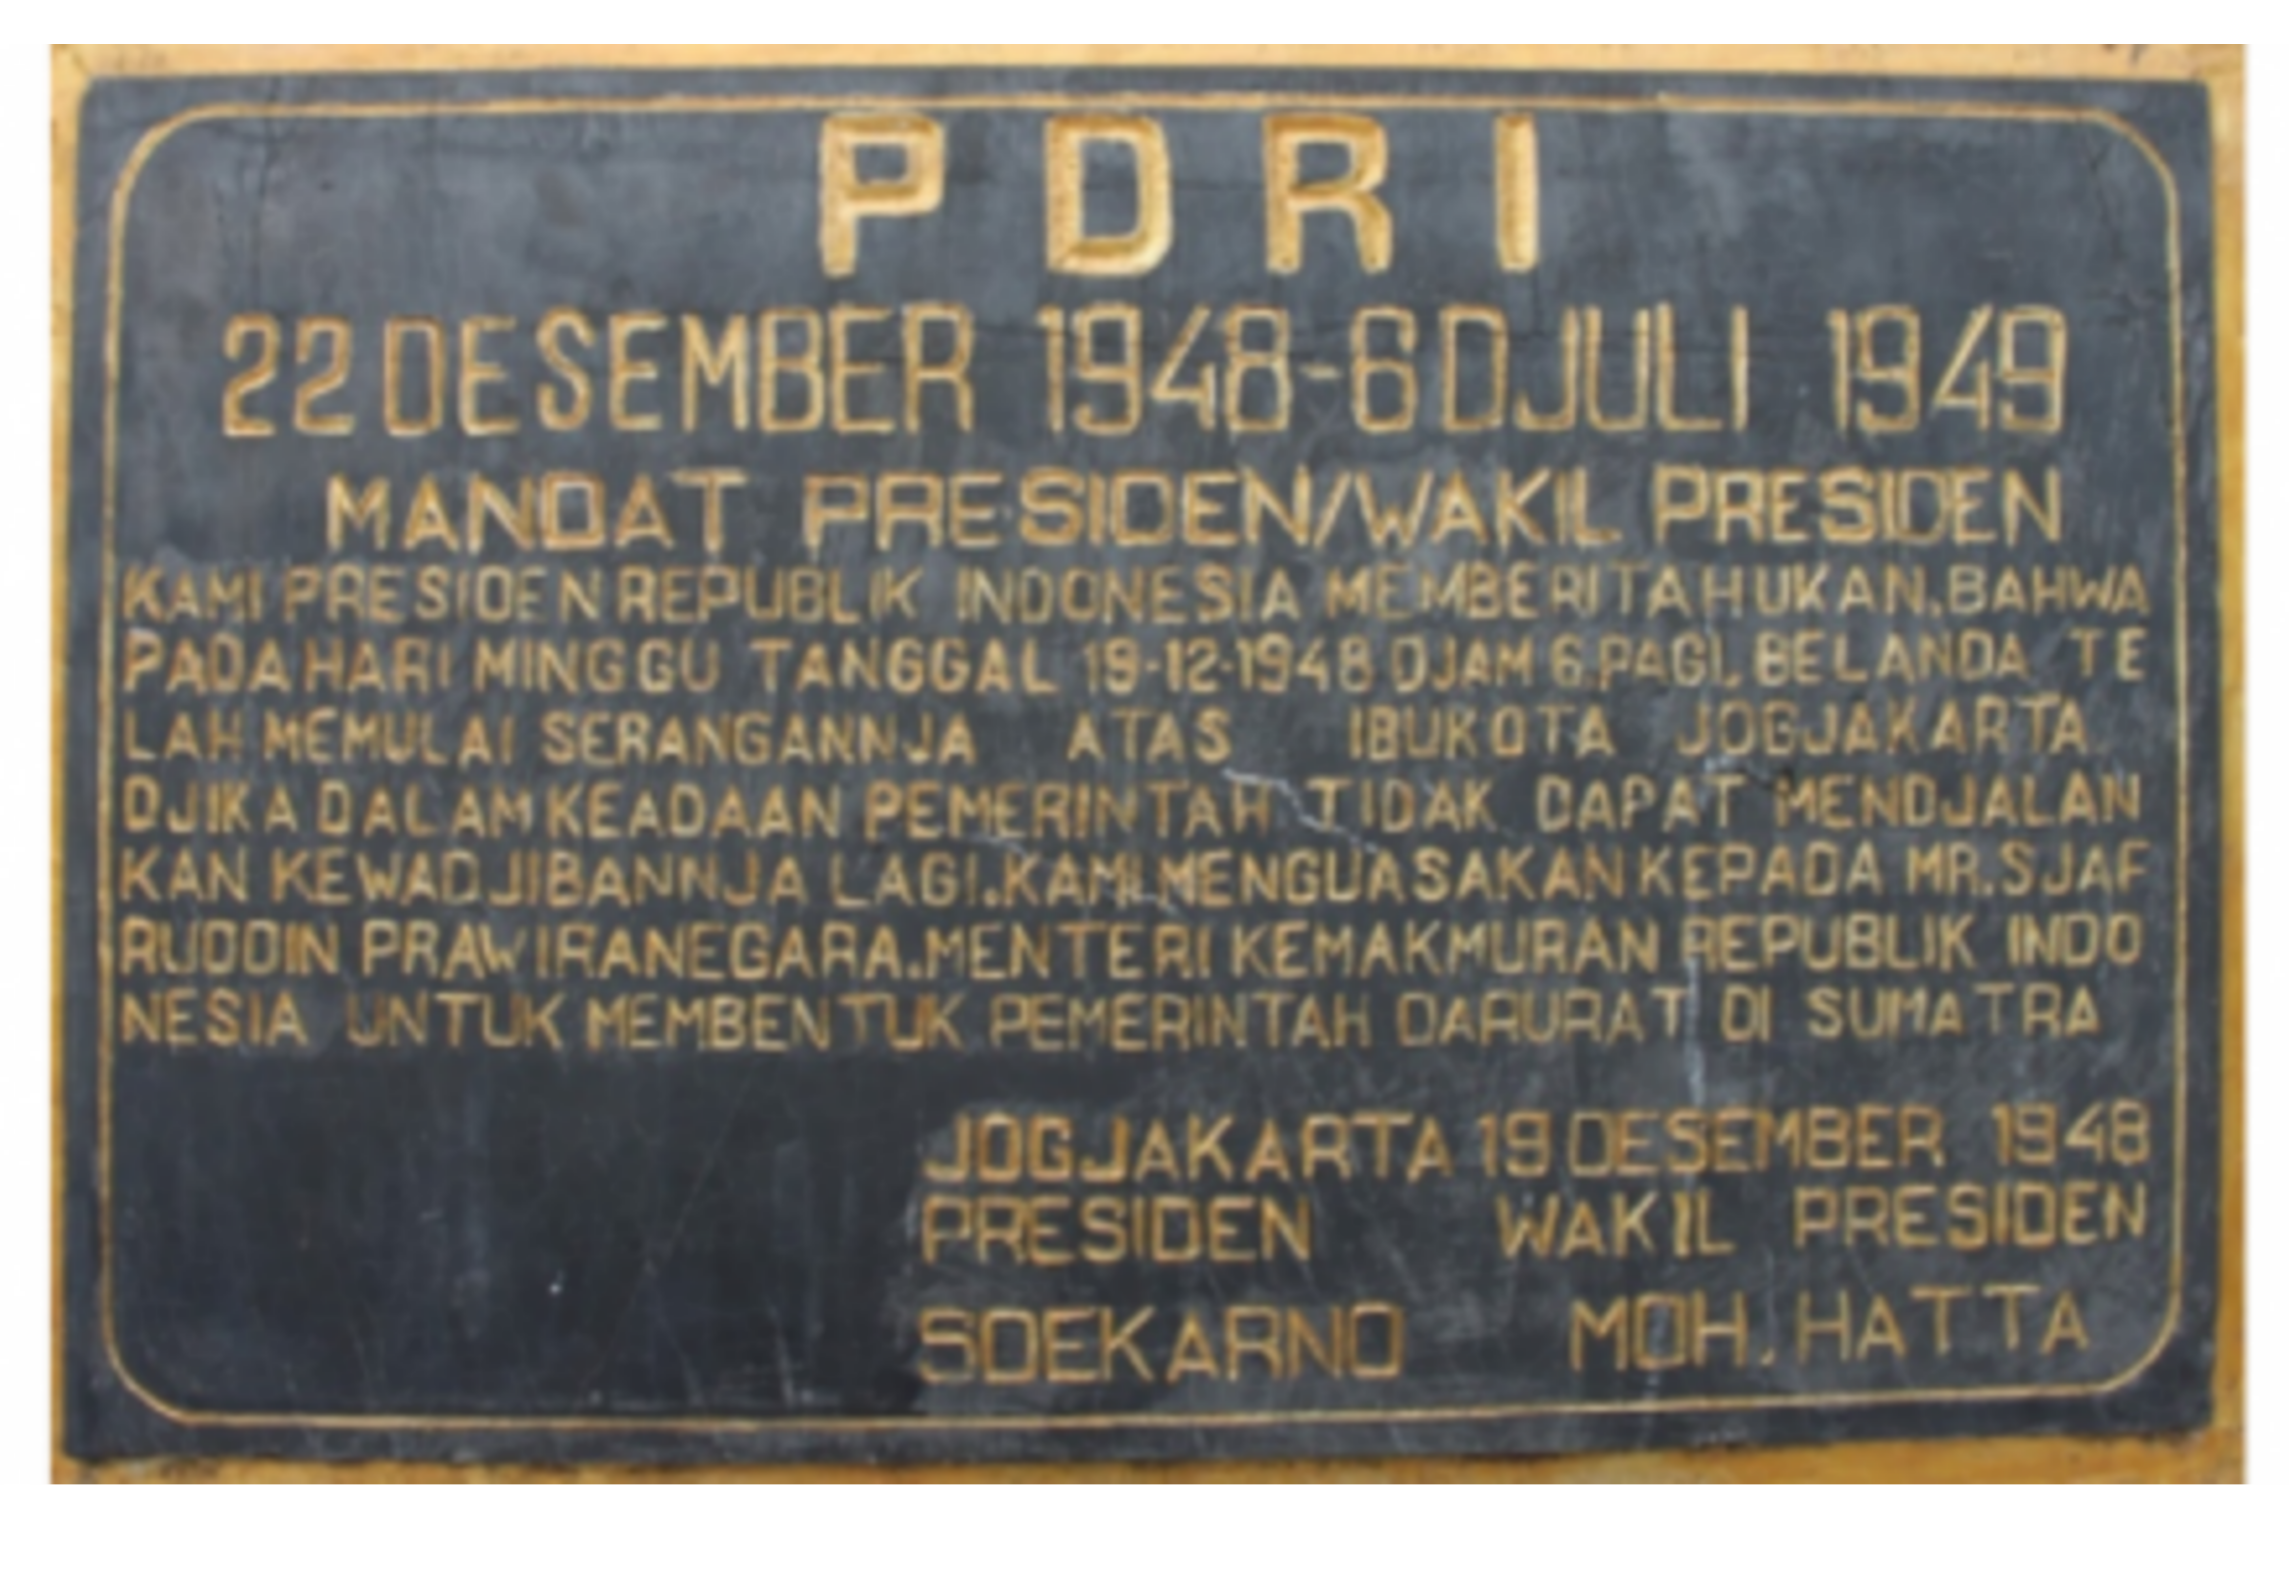 PDRI
22 DESEMBER 1948-6 DJULI 1949
MANDAT PRESIDEN/WAKIL PRESIDEN
KAMI PRESIDEN REPUBLIK INDONESIA MEMBERITAHUKAN.BAHWA
PADA HARI MINGGU TANGGAL 19-12-1948 DJAM 6.PAGI. BELANDA TE
LAH MEMULAI SERANGANNJA ATAS IBUKOTA JOGJAKARTA
DJIKA DALAM KEADAAN PEMERINTAH TIDAK DAPAT MENDJALAN
KAN KEWADJIBANNJA LAGI.KAMI MENGUASAKAN KEPADA MR.SJAF
RUDDIN PRAWIRANEGARA.MENTERI KEMAKMURAN REPUBLIK INDO
NESIA UNTUK MEMBENTUK PEMERINTAH DARURAT DI SUMATRA
JOGJAKARTA 19 DESEMBER 1948
PRESIDEN WAKIL PRESIDEN
SOEKARNO MOH. HATTA